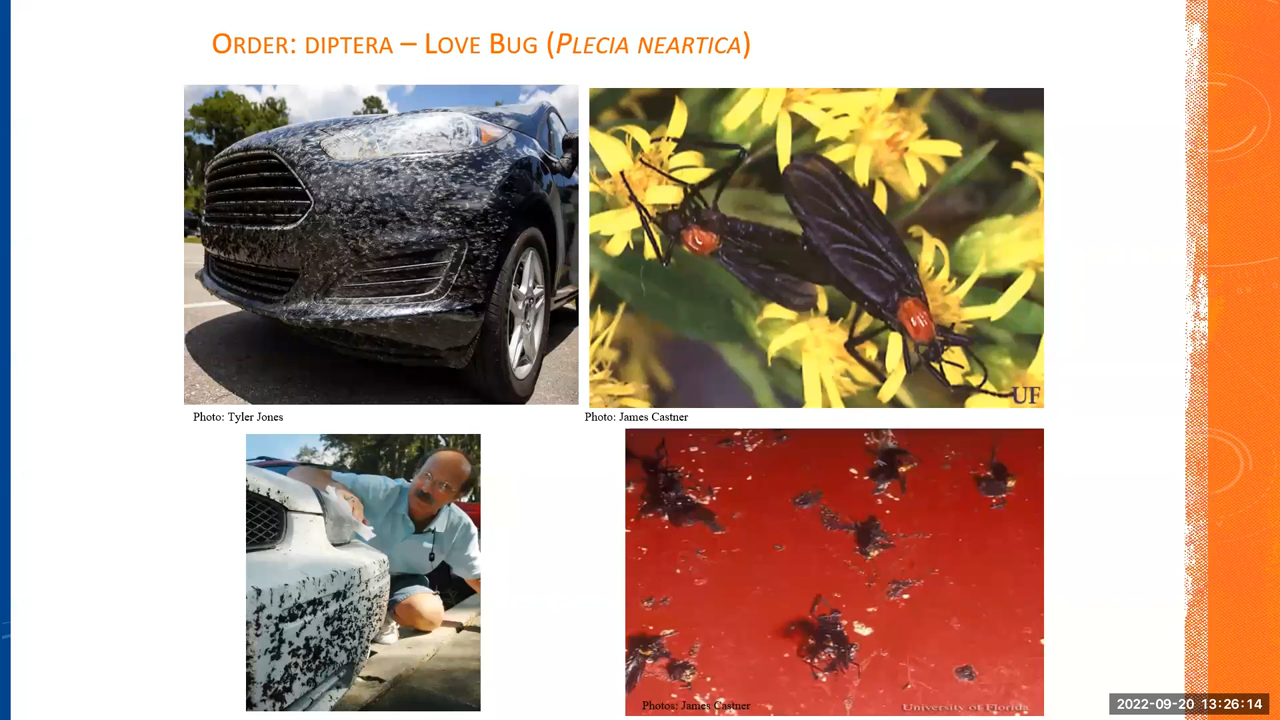 ORDER: DIPTERA – LOVE BUG (PLECIA NEARTICA)
Photo: Tyler Jones
UF
Photo: James Castner
Photos: James Castner
University of Florida
2022-09-20 13:26:14